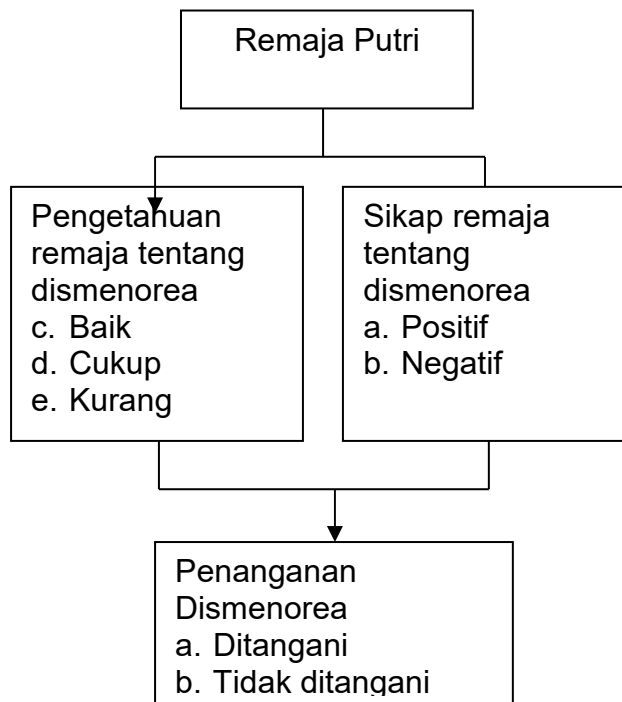 Remaja Putri
Pengetahuan
remaja tentang
dismenorea
c. Baik
d. Cukup
e. Kurang
Sikap remaja
tentang
dismenorea
a. Positif
b. Negatif
Penanganan
Dismenorea
a. Ditangani
b. Tidak ditangani